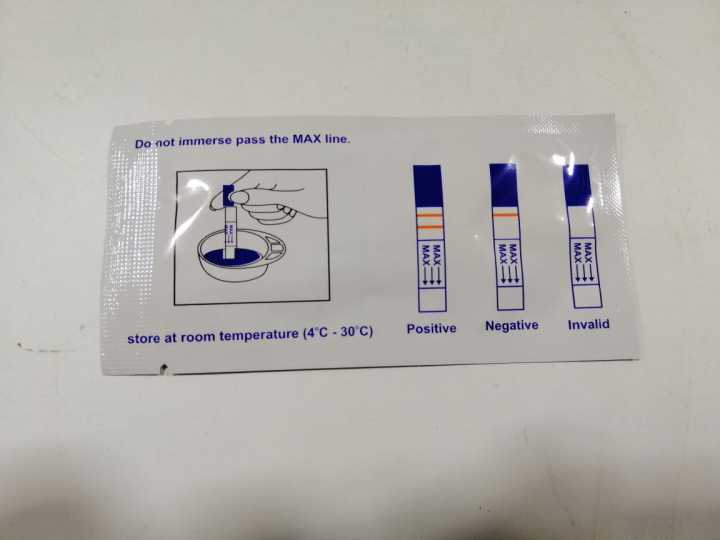 Do not immerse pass the MAX line.
MAX
MAX
MAX
MAX
MAX
MAX
MAX
MAX
Positive
Negative
Invalid
store at room temperature (4°C - 30°C)